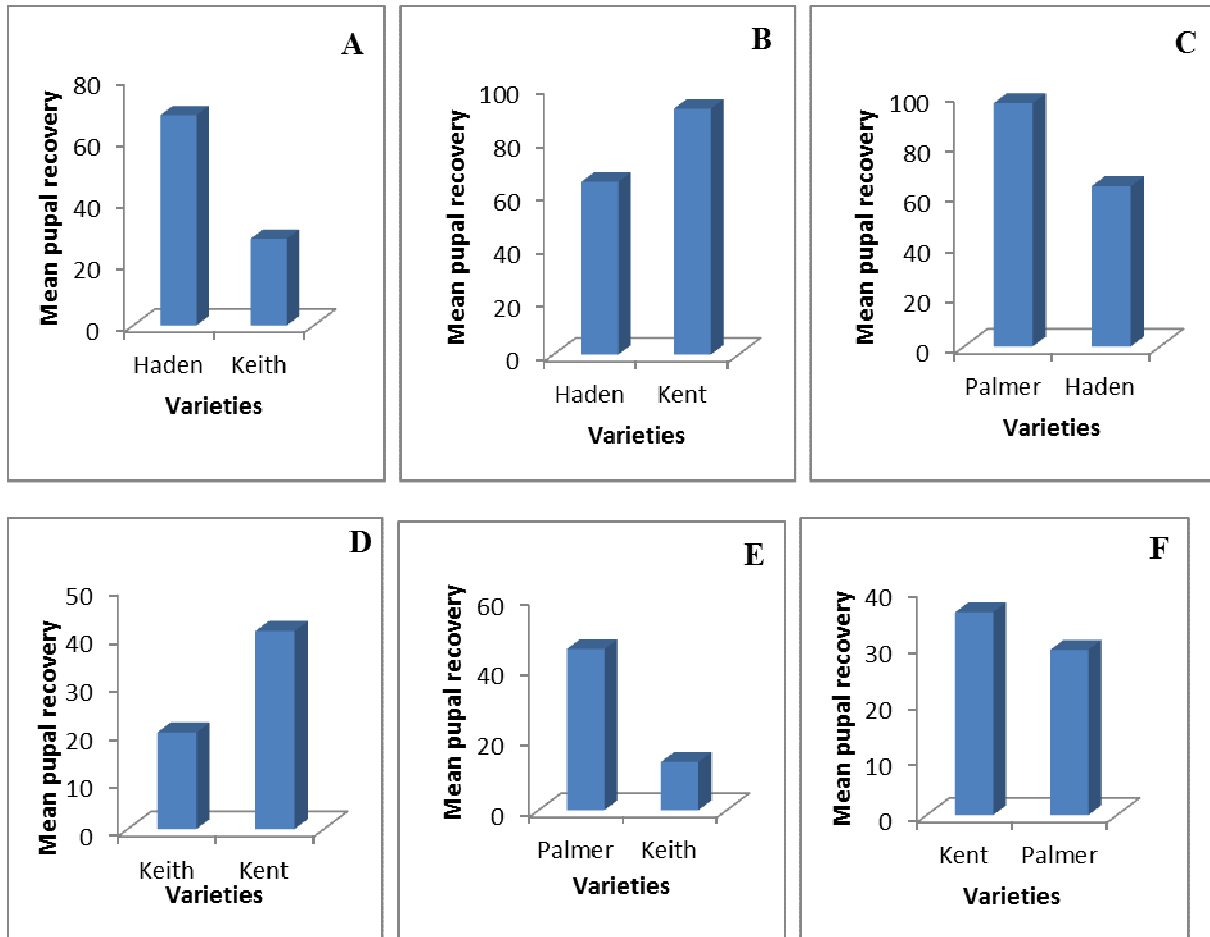 A
Mean pupal recovery
80
60
40
20
0
Haden Keith
Varieties
B
Mean pupal recovery
100
80
60
40
20
0
Haden Kent
Varieties
C
Mean pupal recovery
100
80
60
40
20
0
Palmer Haden
Varieties
D
Mean pupal recovery
50
40
30
20
10
0
Keith Kent
Varieties
E
Mean pupal recovery
60
40
20
0
Palmer Keith
Varieties
F
Mean pupal recovery
40
30
20
10
0
Kent Palmer
Varieties